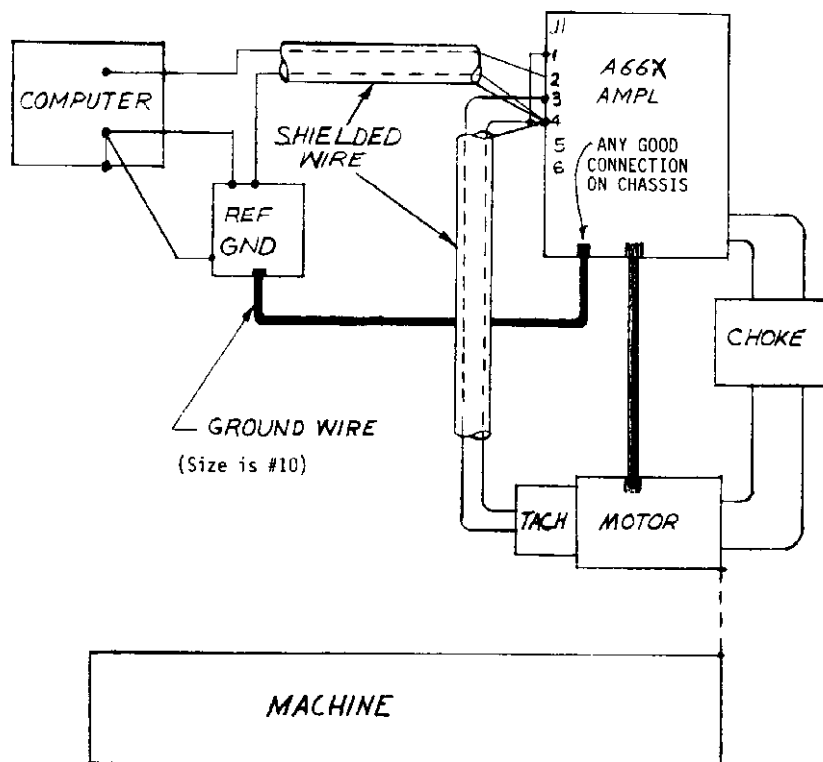 J1
1
2
3
4
5
6
A66X
AMPL
COMPUTER
SHIELDED
WIRE
ANY GOOD
CONNECTION
ON CHASSIS
REF
GND
CHOKE
GROUND WIRE
(Size is #10)
TACH
MOTOR
MACHINE